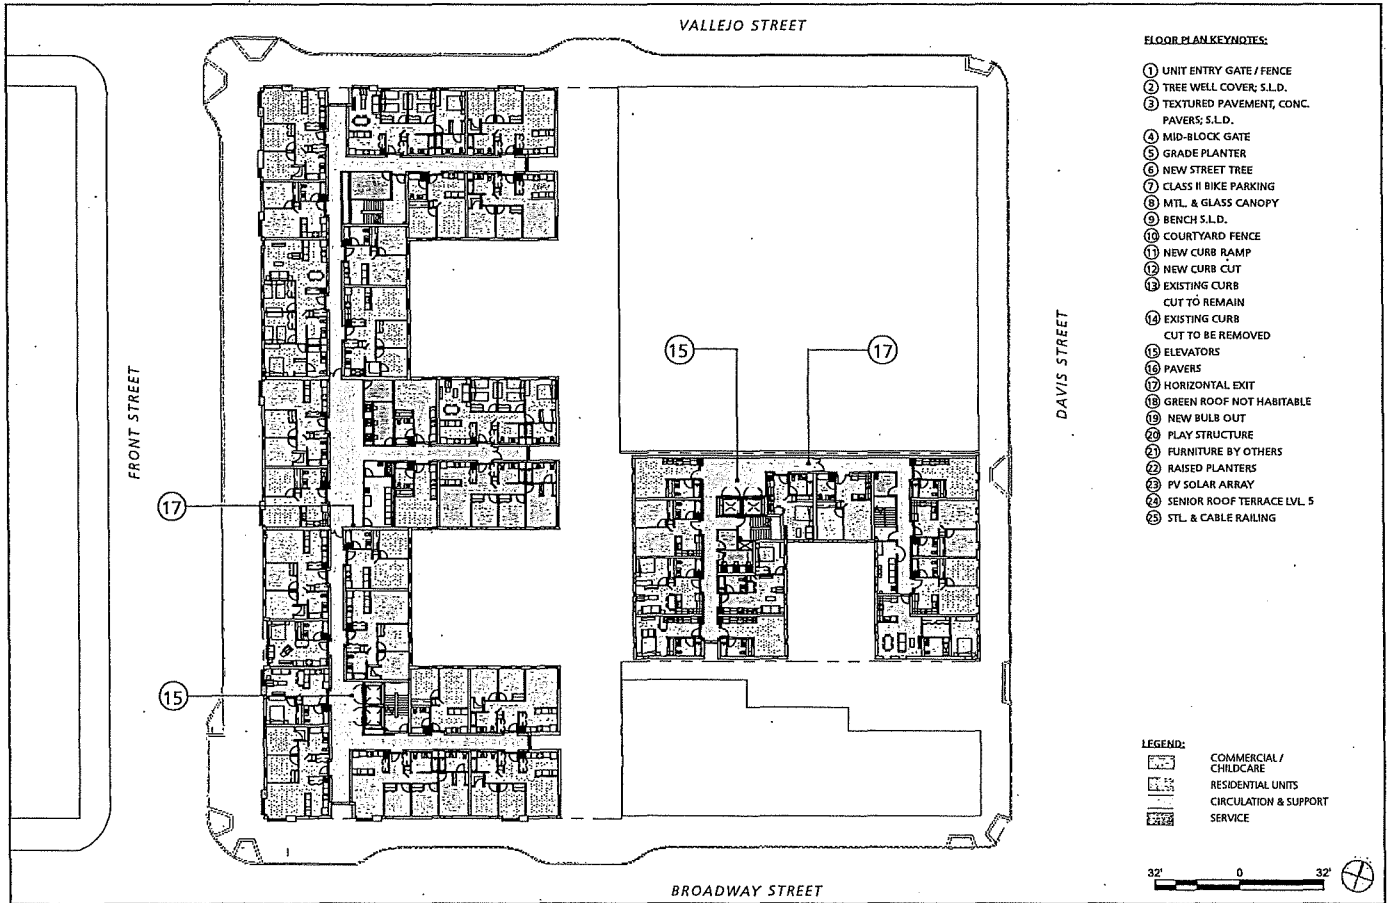 VALLEJO STREET
FLOOR PLAN KEYNOTES:
1 UNIT ENTRY GATE / FENCE
2 TREE WELL COVER; S.L.D.
3 TEXTURED PAVEMENT, CONC.
PAVERS; S.L.D.
4 MID-BLOCK GATE
5 GRADE PLANTER
6 NEW STREET TREE
7 CLASS II BIKE PARKING
8 MTL. & GLASS CANOPY
9 BENCH S.L.D.
10 COURTYARD FENCE
11 NEW CURB RAMP
12 NEW CURB CUT
13 EXISTING CURB
CUT TO REMAIN
14 EXISTING CURB
CUT TO BE REMOVED
15 ELEVATORS
16 PAVERS
17 HORIZONTAL EXIT
18 GREEN ROOF NOT HABITABLE
19 NEW BULB OUT
20 PLAY STRUCTURE
21 FURNITURE BY OTHERS
22 RAISED PLANTERS
23 PV SOLAR ARRAY
24 SENIOR ROOF TERRACE LVL. 5
25 STL. & CABLE RAILING
15
17
FRONT STREET
DAVIS STREET
17
15
LEGEND:
COMMERCIAL /
CHILDCARE
RESIDENTIAL UNITS
CIRCULATION & SUPPORT
SERVICE
32' 0 32'
BROADWAY STREET